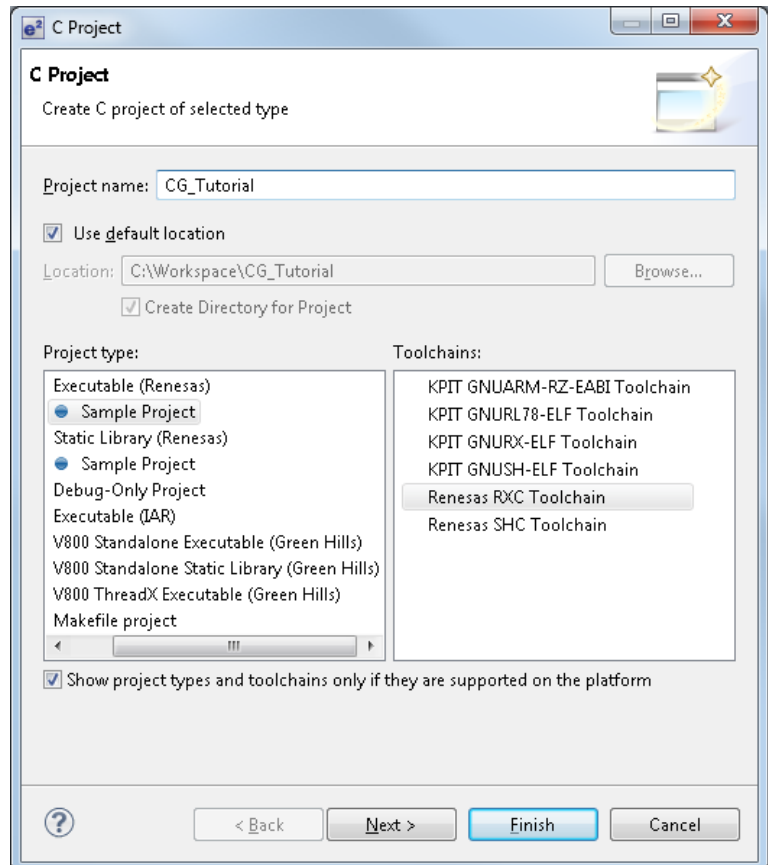 e² C Project
C Project
Create C project of selected type
Project name: CG_Tutorial
Use default location
Location: C:\Workspace\CG_Tutorial Browse...
Create Directory for Project
Project type:
Executable (Renesas)
Sample Project
Static Library (Renesas)
Sample Project
Debug-Only Project
Executable (IAR)
V800 Standalone Executable (Green Hills)
V800 Standalone Static Library (Green Hills)
V800 ThreadX Executable (Green Hills)
Makefile project
Toolchains:
KPIT GNUARM-RZ-EABI Toolchain
KPIT GNURL78-ELF Toolchain
KPIT GNURX-ELF Toolchain
KPIT GNUSH-ELF Toolchain
Renesas RXC Toolchain
Renesas SHC Toolchain
Show project types and toolchains only if they are supported on the platform
? < Back Next > Finish Cancel